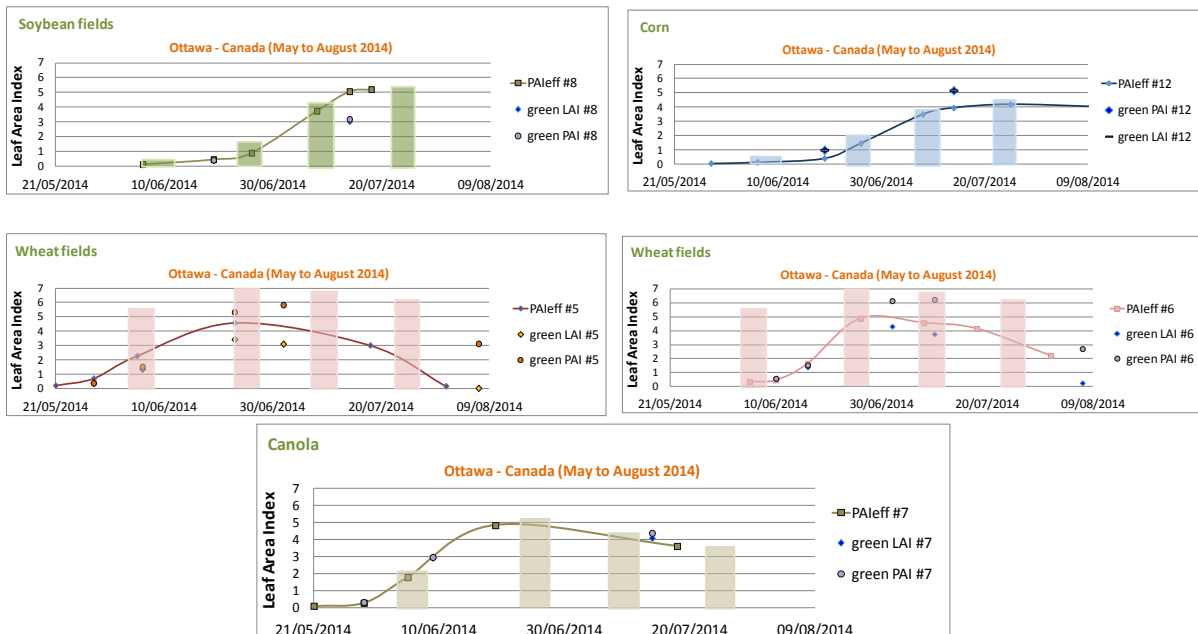 Soybean fields
Ottawa - Canada (May to August 2014)
Leaf Area Index
7
6
5
4
3
2
1
0
21/05/2014 10/06/2014 30/06/2014 20/07/2014 09/08/2014
PAIeff #8
green LAI #8
green PAI #8
Corn
Ottawa - Canada (May to August 2014)
Leaf Area Index
7
6
5
4
3
2
1
0
21/05/2014 10/06/2014 30/06/2014 20/07/2014 09/08/2014
PAIeff #12
green PAI #12
green LAI #12
Wheat fields
Ottawa - Canada (May to August 2014)
Leaf Area Index
7
6
5
4
3
2
1
0
21/05/2014 10/06/2014 30/06/2014 20/07/2014 09/08/2014
PAIeff #5
green LAI #5
green PAI #5
Wheat fields
Ottawa - Canada (May to August 2014)
Leaf Area Index
7
6
5
4
3
2
1
0
21/05/2014 10/06/2014 30/06/2014 20/07/2014 09/08/2014
PAIeff #6
green LAI #6
green PAI #6
Canola
Ottawa - Canada (May to August 2014)
Leaf Area Index
7
6
5
4
3
2
1
0
21/05/2014 10/06/2014 30/06/2014 20/07/2014 09/08/2014
PAIeff #7
green LAI #7
green PAI #7